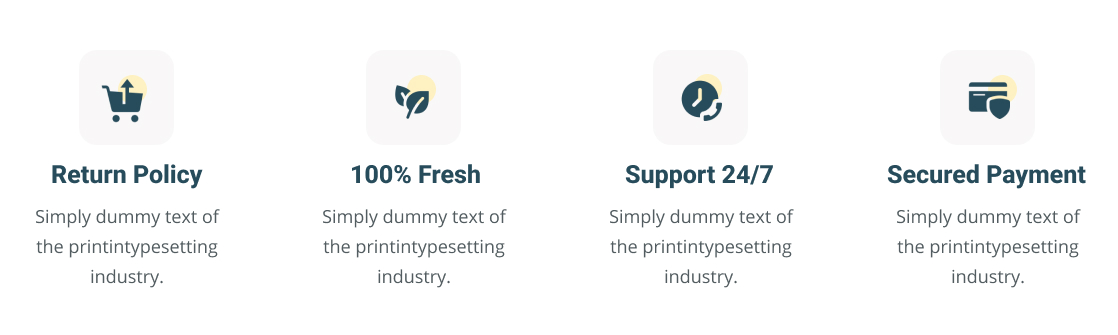 Return Policy
Simply dummy text of
the printintypesetting
industry.
100% Fresh
Simply dummy text of
the printintypesetting
industry.
Support 24/7
Simply dummy text of
the printintypesetting
industry.
Secured Payment
Simply dummy text of
the printintypesetting
industry.